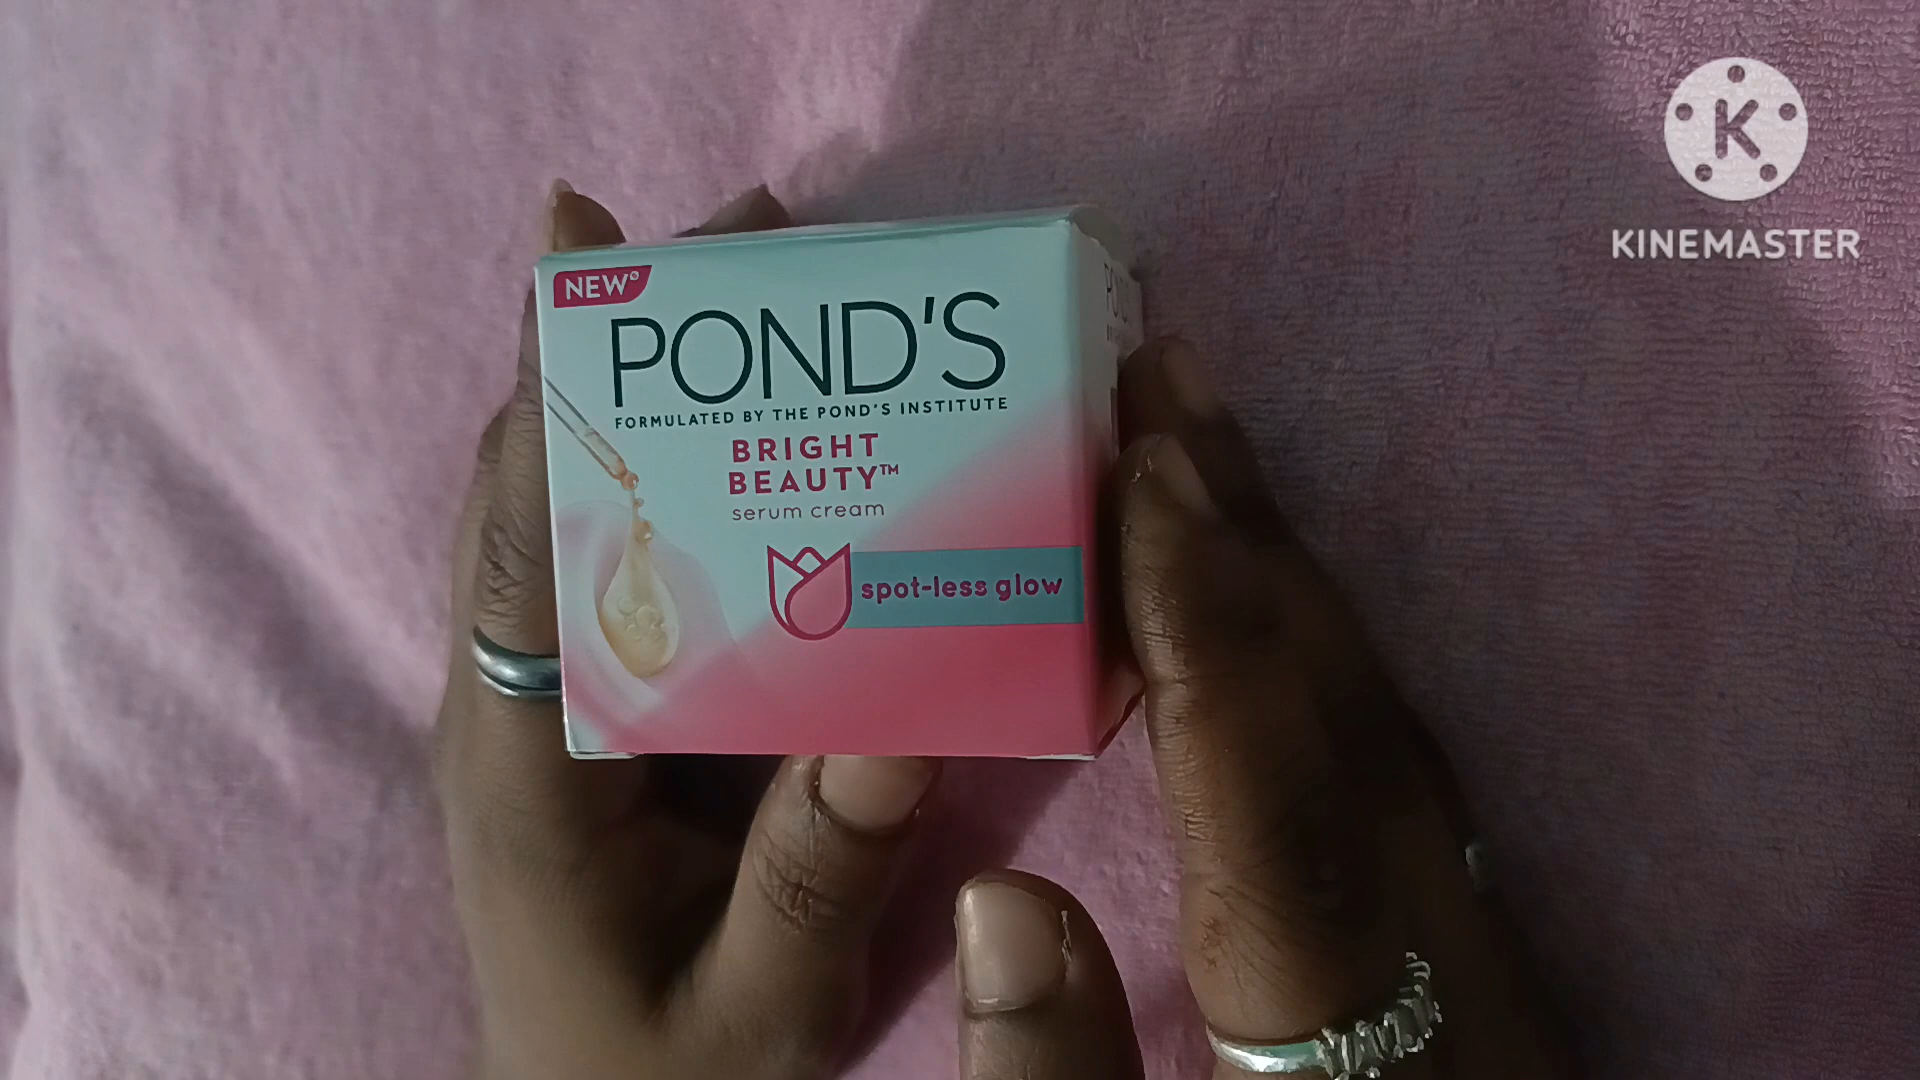 NEW
POND'S
FORMULATED BY THE POND'S INSTITUTE
BRIGHT
BEAUTY™
serum cream
spot-less glow
K
KINEMASTER